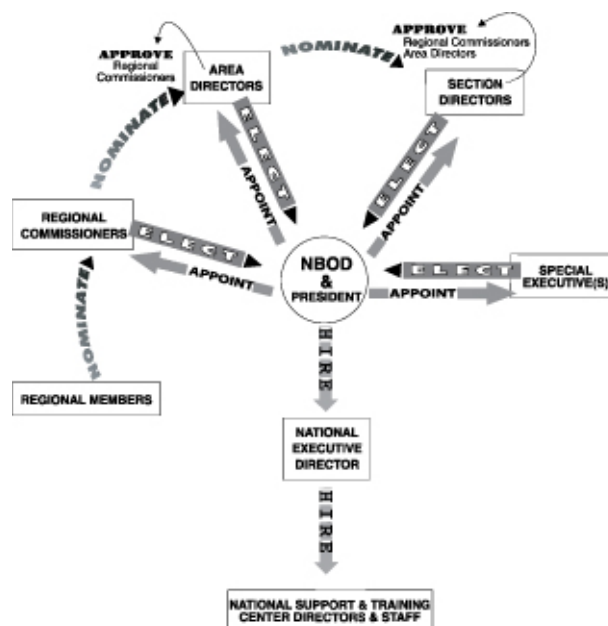 APPROVE
Regional
Commissioners
AREA
DIRECTORS
NOMINATE
APPROVE
Regional Commissioners
Area Directors
SECTION
DIRECTORS
NOMINATE
ELECT
APPOINT
ELECT
APPOINT
REGIONAL
COMMISSIONERS
ELECT
APPOINT
NBOD
&
PRESIDENT
ELECT
APPOINT
SPECIAL
EXECUTIVE(S)
NOMINATE
REGIONAL MEMBERS
HIRE
NATIONAL
EXECUTIVE
DIRECTOR
HIRE
NATIONAL SUPPORT & TRAINING
CENTER DIRECTORS & STAFF